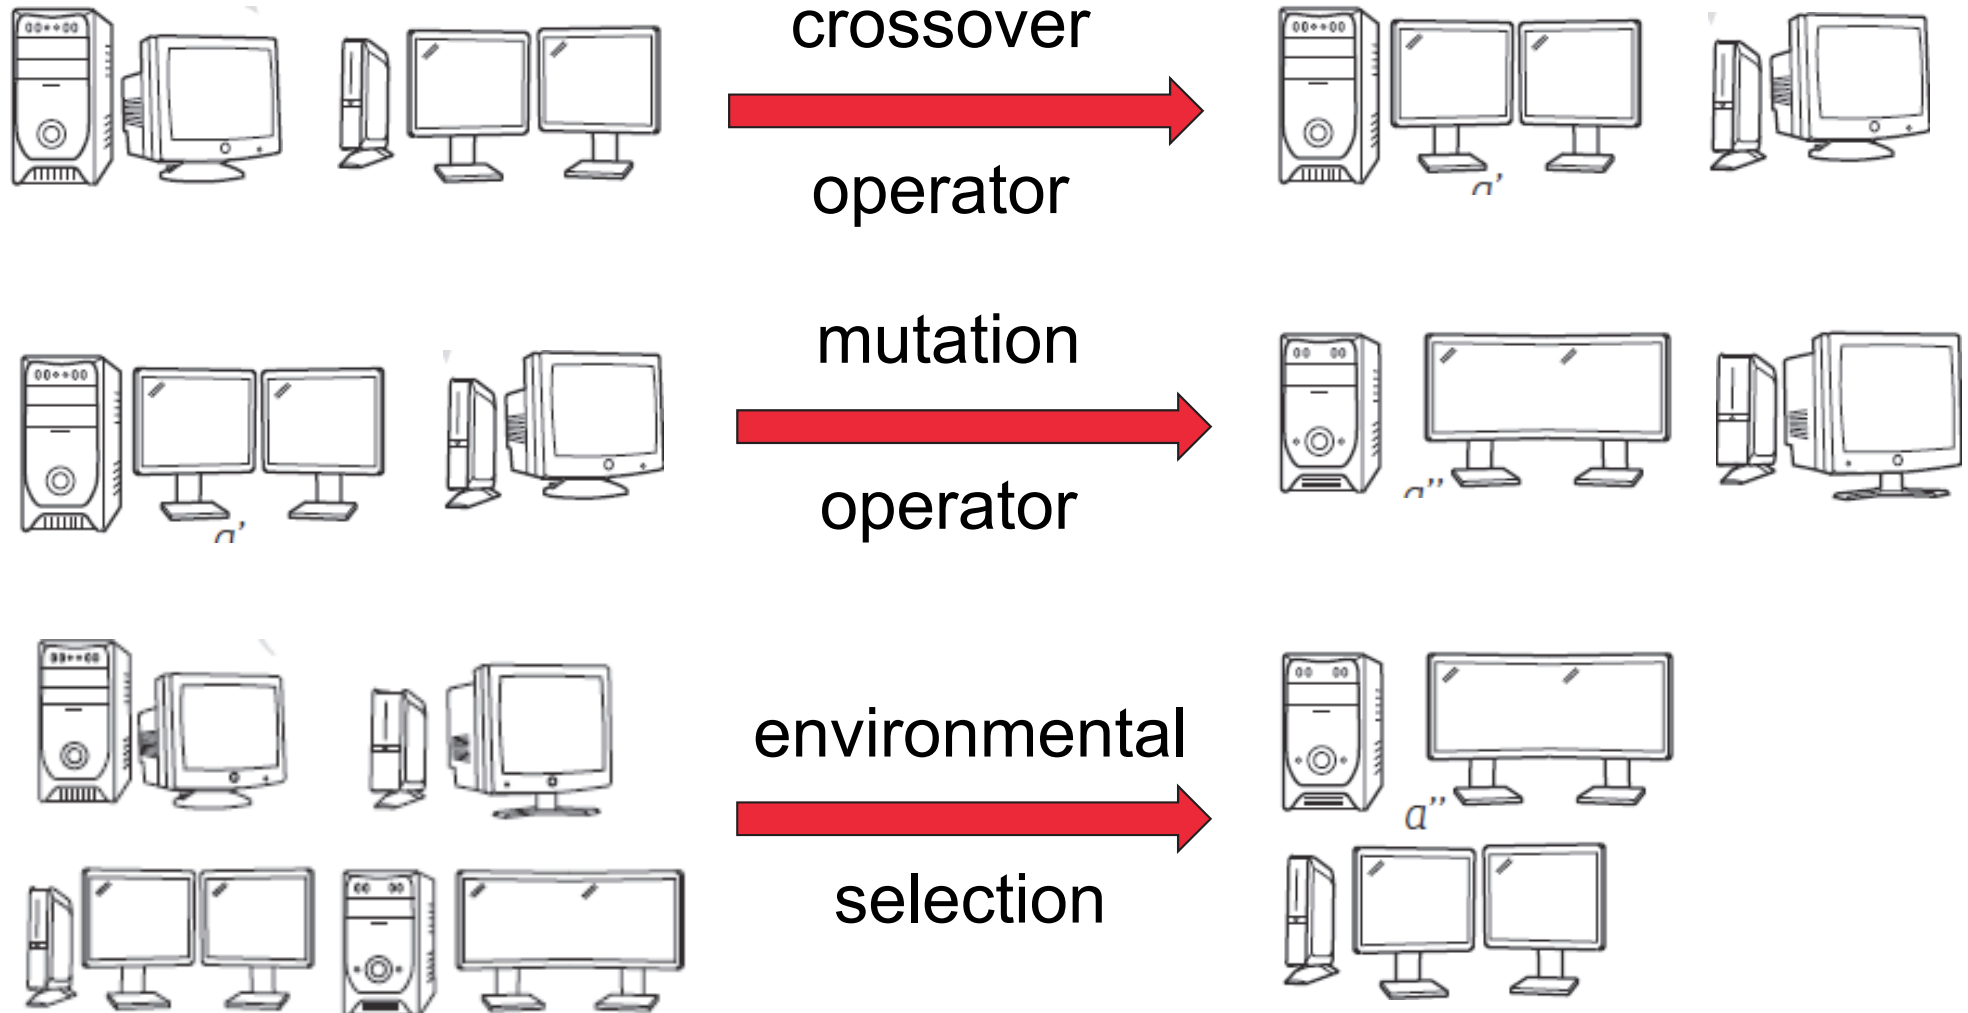 crossover
operator
a'
mutation
operator
a'
a''
environmental
selection
a''